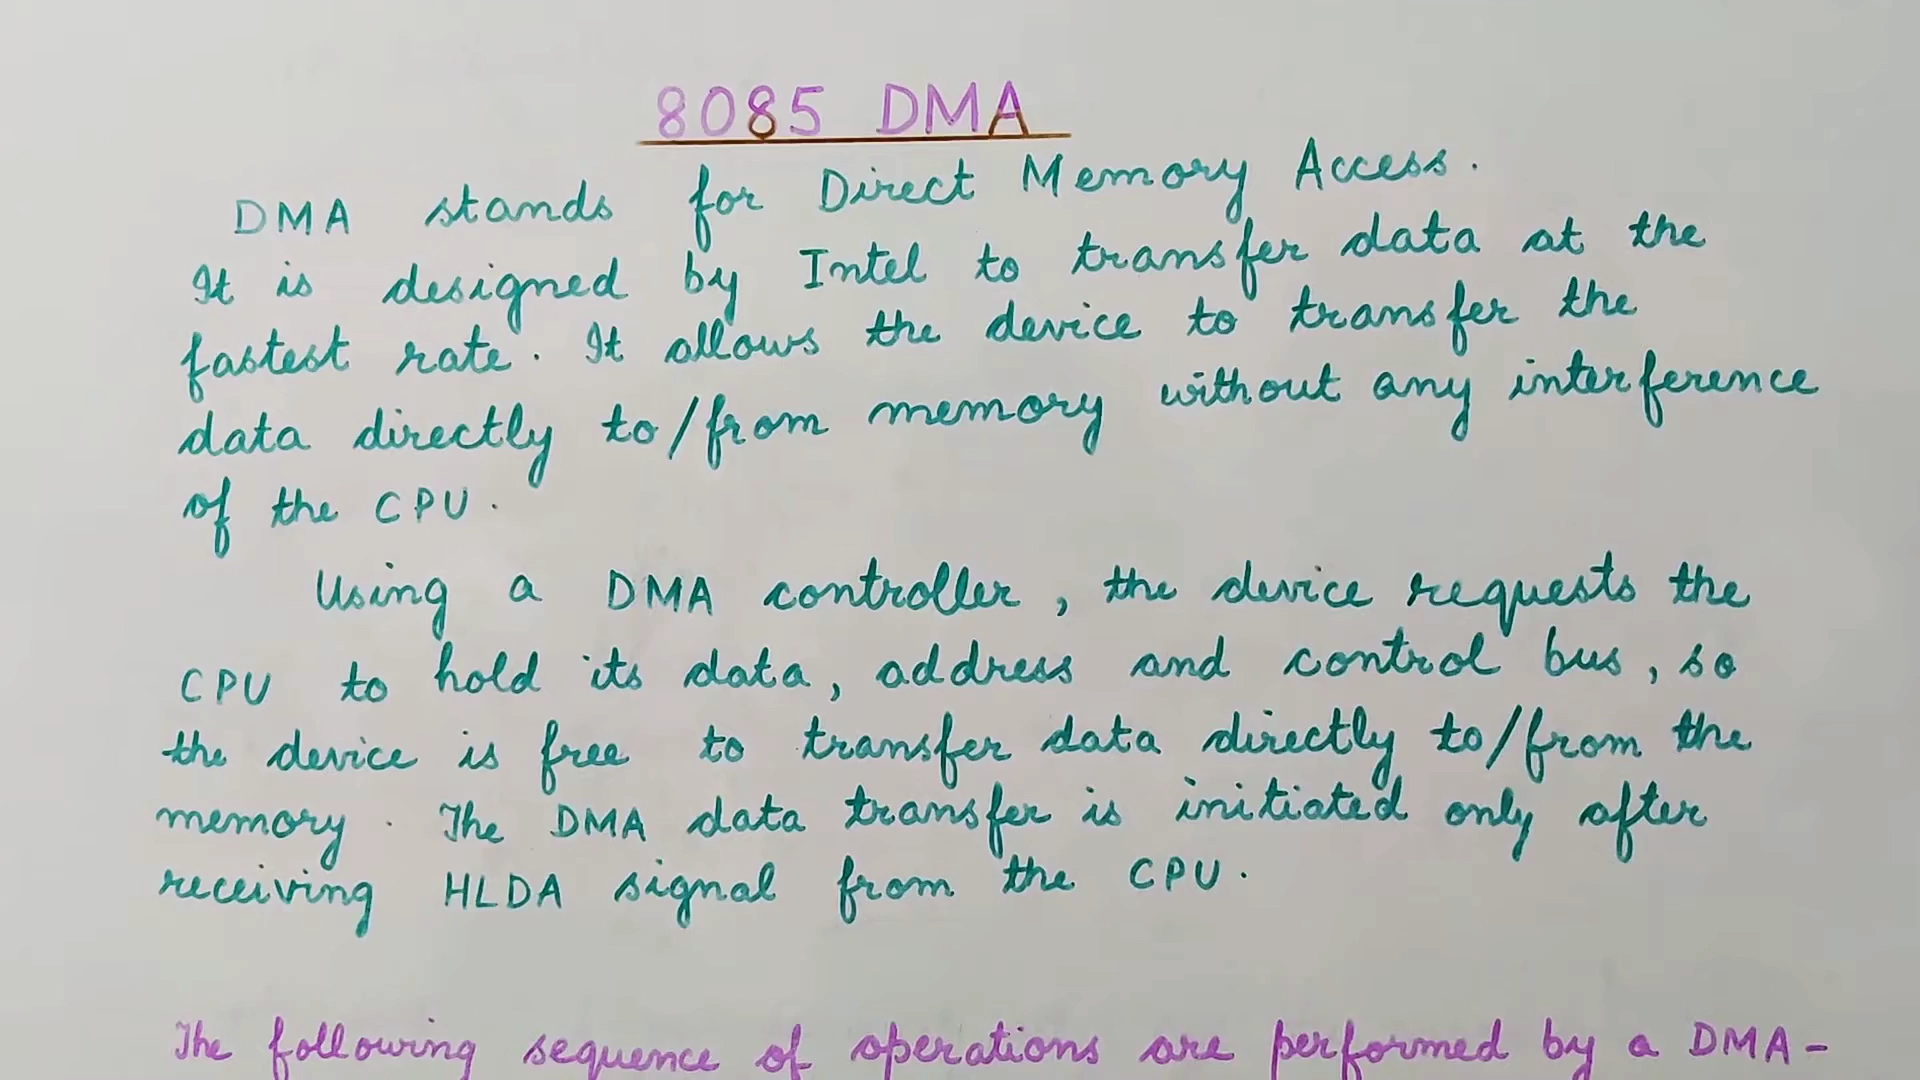 8085 DMA
DMA stands for Direct Memory Access.
It is designed by Intel to transfer data at the
fastest rate. It allows the device to transfer the
data directly to/from memory without any interference
of the CPU.
Using a DMA controller, the device requests the
CPU to hold its data, address and control bus, so
the device is free to transfer data directly to/from the
memory. The DMA data transfer is initiated only after
receiving HLDA signal from the CPU.
The following sequence of operations are performed by a DMA-